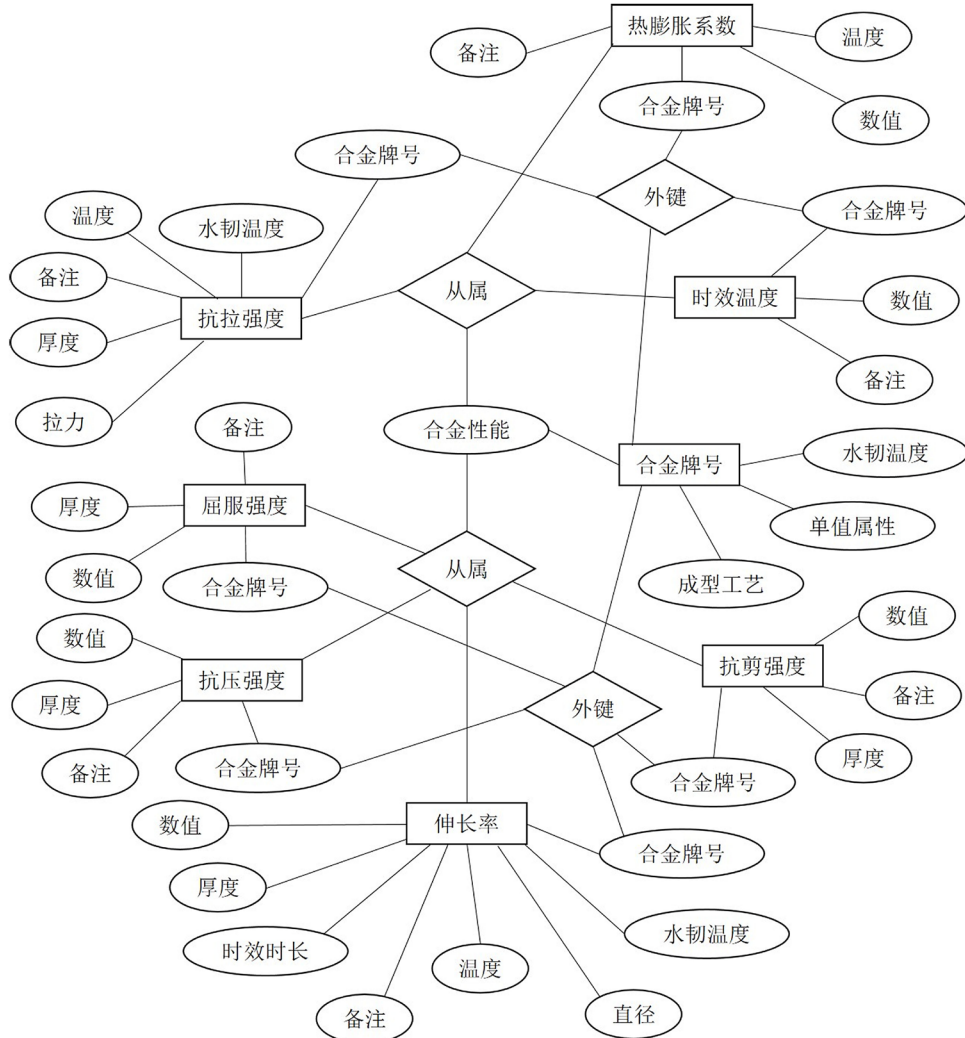 热膨胀系数
温度
备注
合金牌号
数值
合金牌号
外键
合金牌号
温度
水韧温度
备注
从属
时效温度
数值
抗拉强度
厚度
备注
拉力
备注
合金性能
合金牌号
水韧温度
厚度
屈服强度
单值属性
数值
合金牌号
从属
成型工艺
数值
数值
抗压强度
抗剪强度
厚度
备注
外键
备注
合金牌号
合金牌号
厚度
数值
伸长率
合金牌号
厚度
时效时长
温度
水韧温度
备注
直径